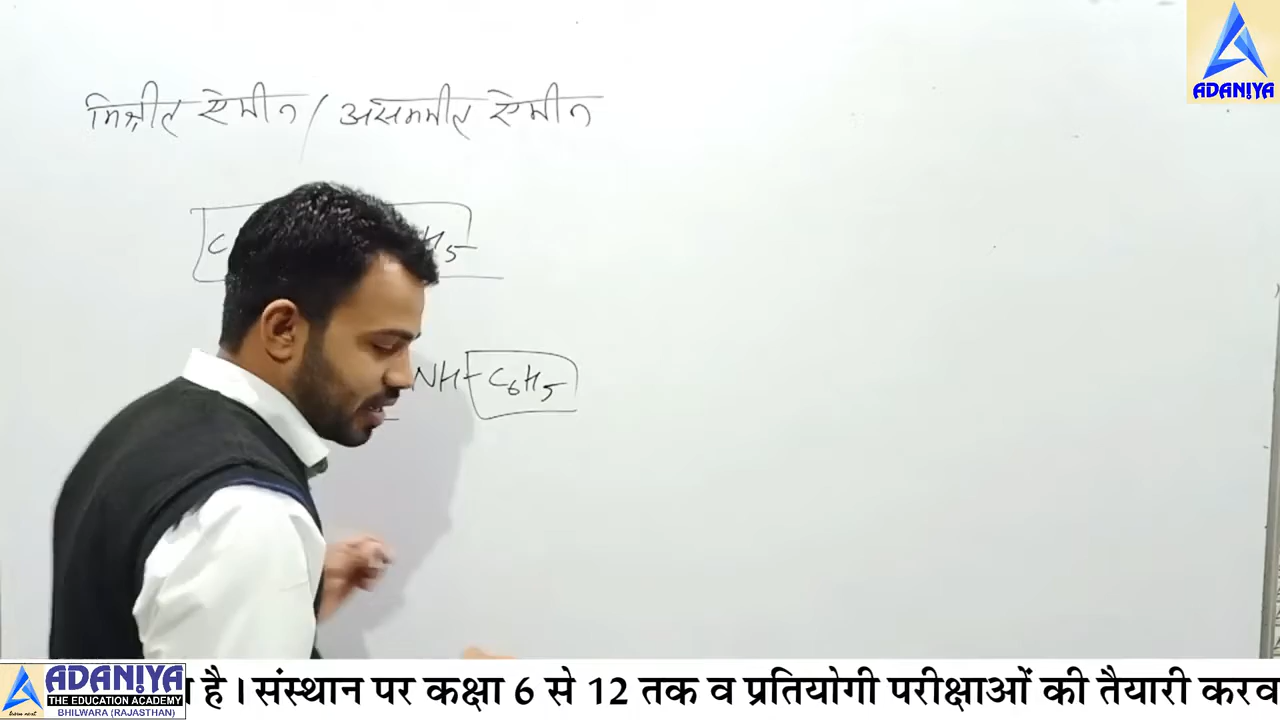 ADANIYA
मिश्रीत ऐमीन / असममीत ऐमीन
C H5
NH-C6H5
ADANIYA
THE EDUCATION ACADEMY
BHILWARA (RAJASTHAN)
है। संस्थान पर कक्षा 6 से 12 तक व प्रतियोगी परीक्षाओं की तैयारी करव